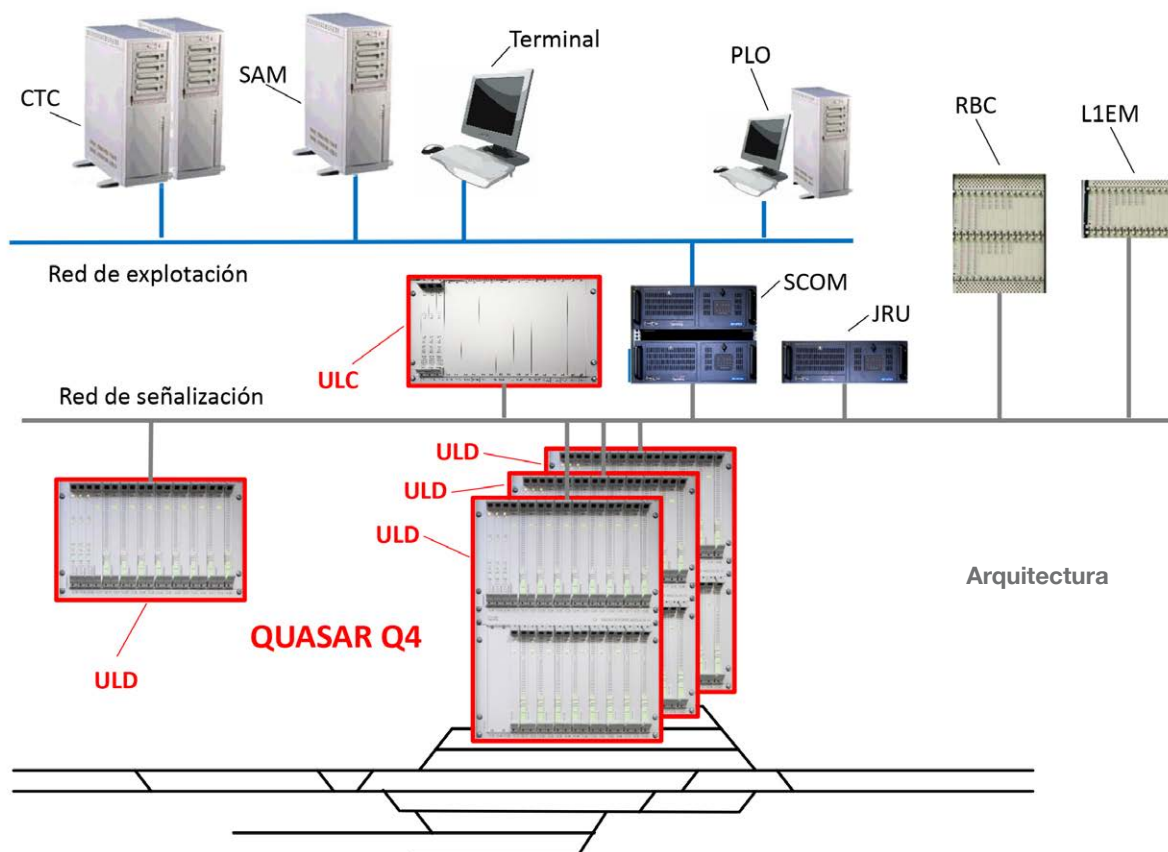 CTC
SAM
Terminal
PLO
RBC
L1EM
Red de explotación
SCOM
JRU
ULC
Red de señalización
ULD
ULD
ULD
Arquitectura
QUASAR Q4
ULD